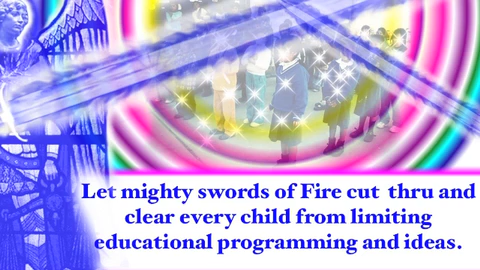 Let mighty swords of Fire cut thru and
clear every child from limiting
educational programming and ideas.